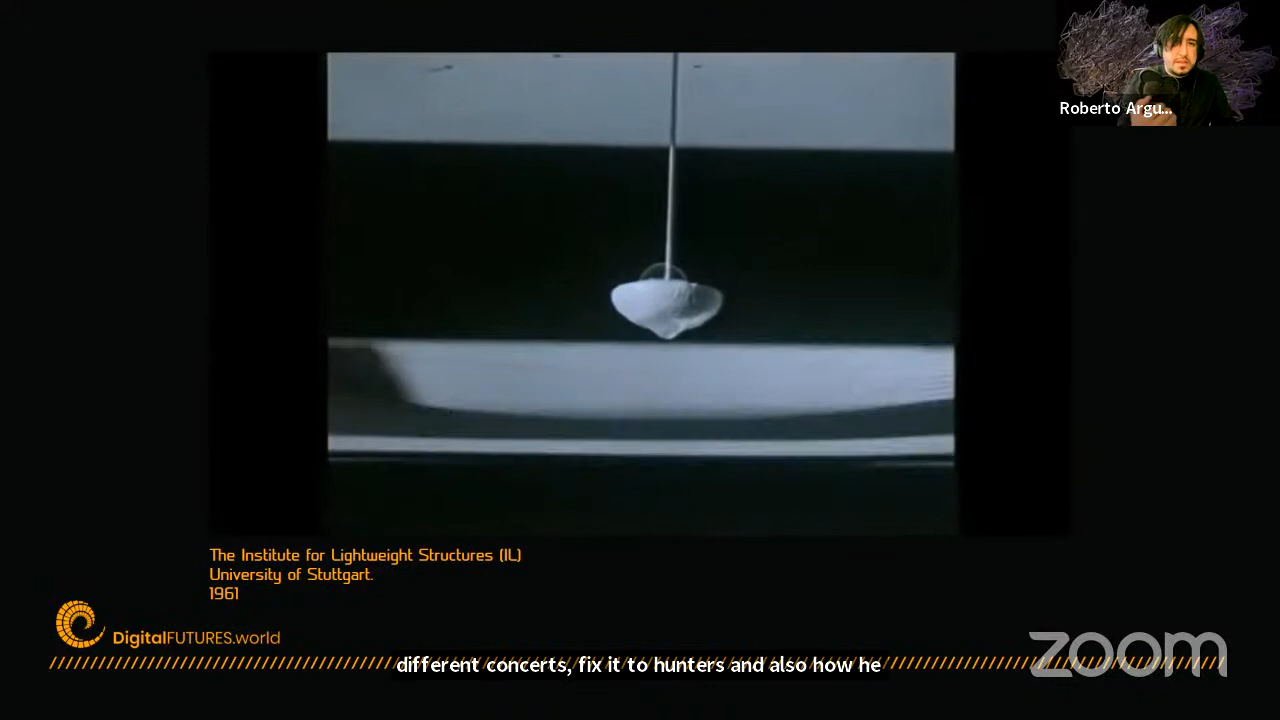 Roberto Argu...
The Institute for Lightweight Structures (IL)
University of Stuttgart.
1961
DigitalFUTURES.world
zoom
different concerts, fix it to hunters and also how he